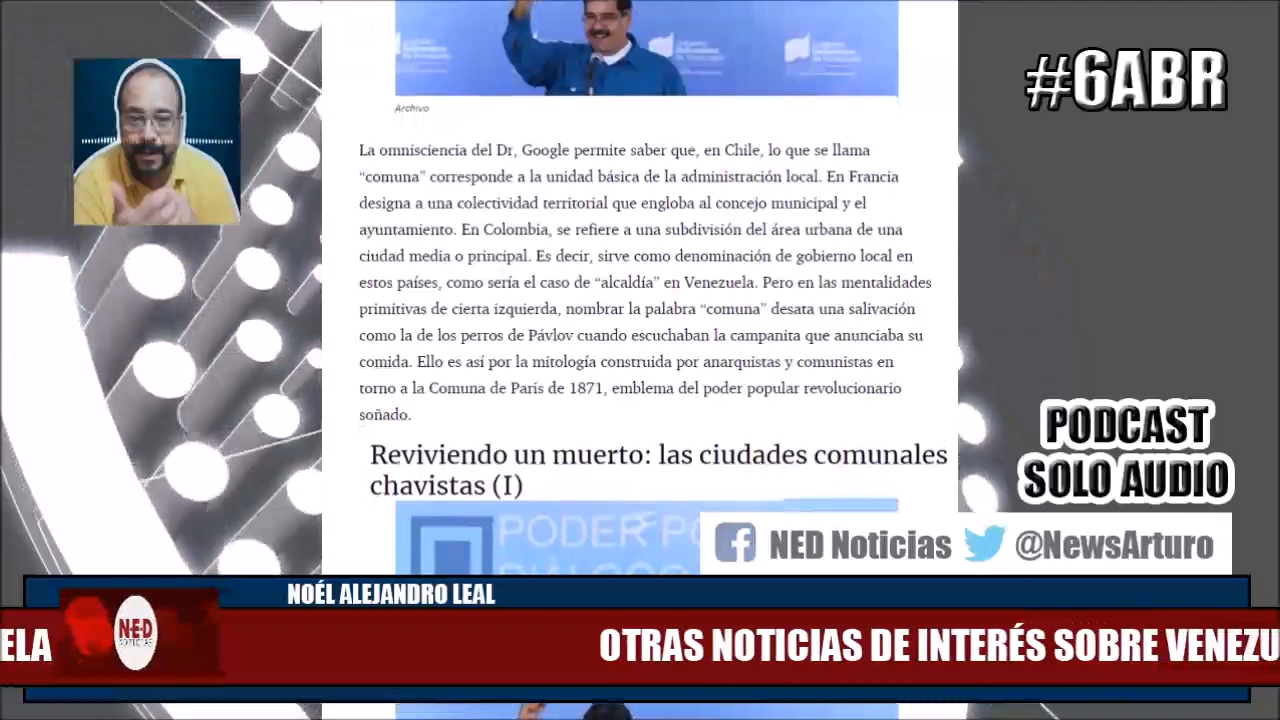 #6ABR
Archivo
La omnisciencia del Dr, Google permite saber que, en Chile, lo que se llama
“comuna” corresponde a la unidad básica de la administración local. En Francia
designa a una colectividad territorial que engloba al concejo municipal y el
ayuntamiento. En Colombia, se refiere a una subdivisión del área urbana de una
ciudad media o principal. Es decir, sirve como denominación de gobierno local en
estos países, como sería el caso de “alcaldía” en Venezuela. Pero en las mentalidades
primitivas de cierta izquierda, nombrar la palabra “comuna” desata una salivación
como la de los perros de Pávlov cuando escuchaban la campanita que anunciaba su
comida. Ello es así por la mitología construida por anarquistas y comunistas en
torno a la Comuna de París de 1871, emblema del poder popular revolucionario
soñado.
Reviviendo un muerto: las ciudades comunales
chavistas (I)
PODCAST
SOLO AUDIO
PODER
NED Noticias @NewsArturo
NOÉL ALEJANDRO LEAL
N-E-D
NOTICIAS
ELA
OTRAS NOTICIAS DE INTERÉS SOBRE VENEZU